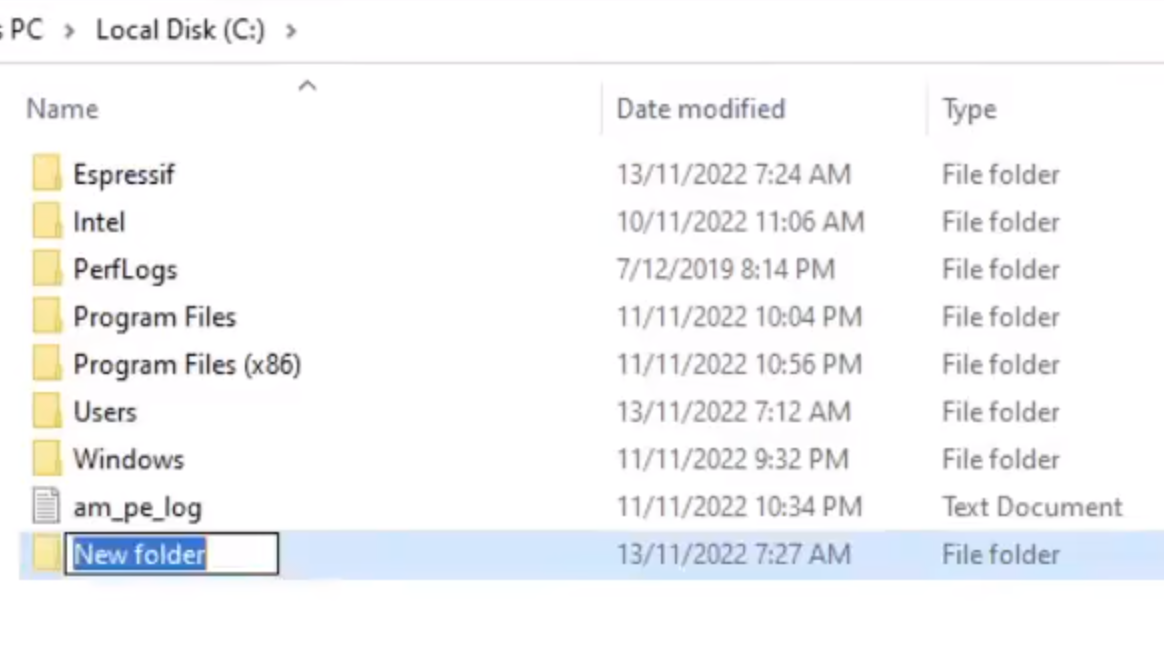 PC > Local Disk (C:) >
Name Date modified Type
Espressif 13/11/2022 7:24 AM File folder
Intel 10/11/2022 11:06 AM File folder
PerfLogs 7/12/2019 8:14 PM File folder
Program Files 11/11/2022 10:04 PM File folder
Program Files (x86) 11/11/2022 10:56 PM File folder
Users 13/11/2022 7:12 AM File folder
Windows 11/11/2022 9:32 PM File folder
am_pe_log 11/11/2022 10:34 PM Text Document
New folder 13/11/2022 7:27 AM File folder